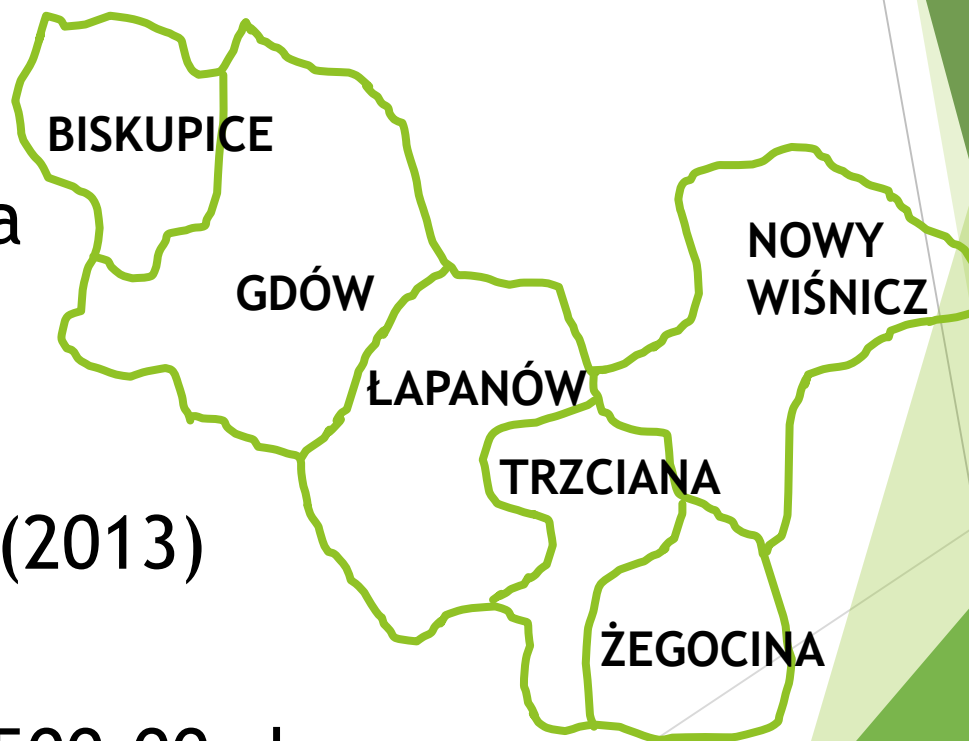 BISKUPICE
a
NOWY
WIŚNICZ
GDÓW
ŁAPANÓW
TRZCIANA
(2013)
ŻEGOCINA